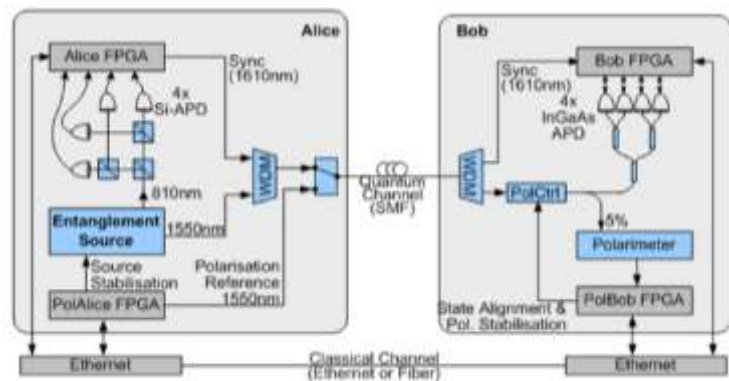 Alice
Alice FPGA
4x
Si-APD
Sync
(1610nm)
810nm
Entanglement
Source
1550nm
WDM
Source
Stabilisation
Polarisation
Reference
1550nm
PolAlice FPGA
Ethernet
Quantum
Channel
(SMF)
Classical Channel
(Ethernet or Fiber)
Bob
Bob FPGA
Sync
(1610nm)
4x
InGaAs
APD
WDM
PolCtrl
5%
Polarimeter
PolBob FPGA
State Alignment &
Pol. Stabilisation
Ethernet